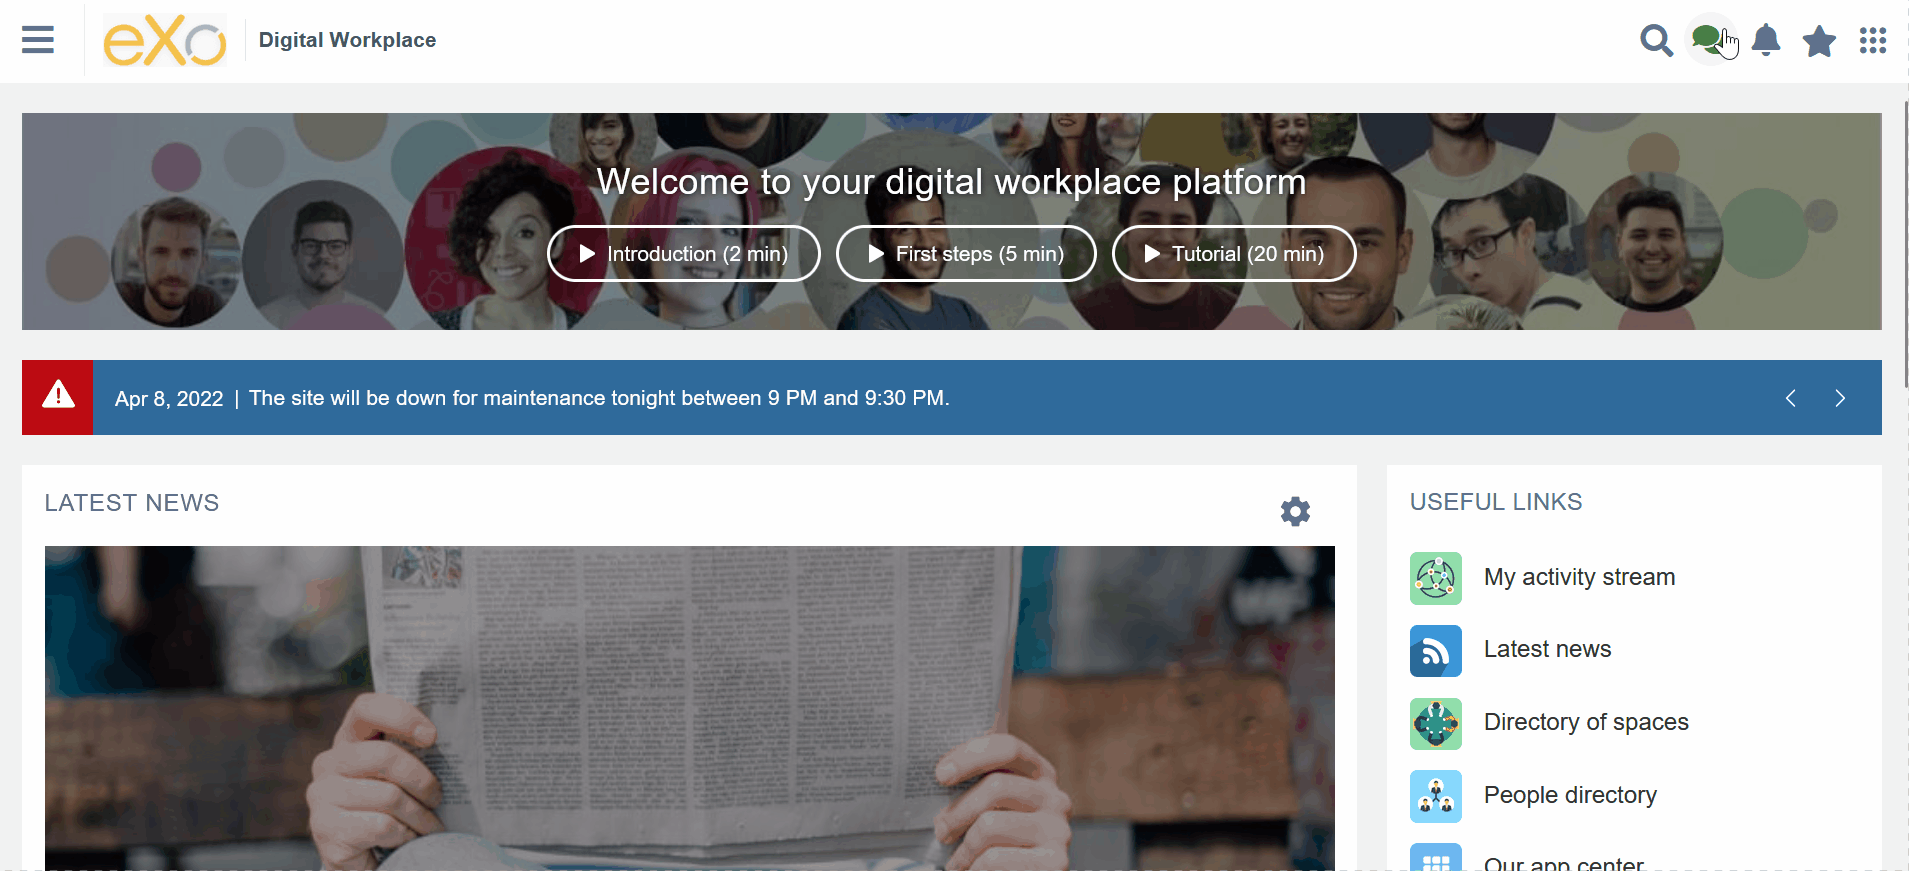 eXo
Digital Workplace
Welcome to your digital workplace platform
Introduction (2 min)
First steps (5 min)
Tutorial (20 min)
Apr 8, 2022 | The site will be down for maintenance tonight between 9 PM and 9:30 PM.
LATEST NEWS
USEFUL LINKS
My activity stream
Latest news
Directory of spaces
People directory
Our app center